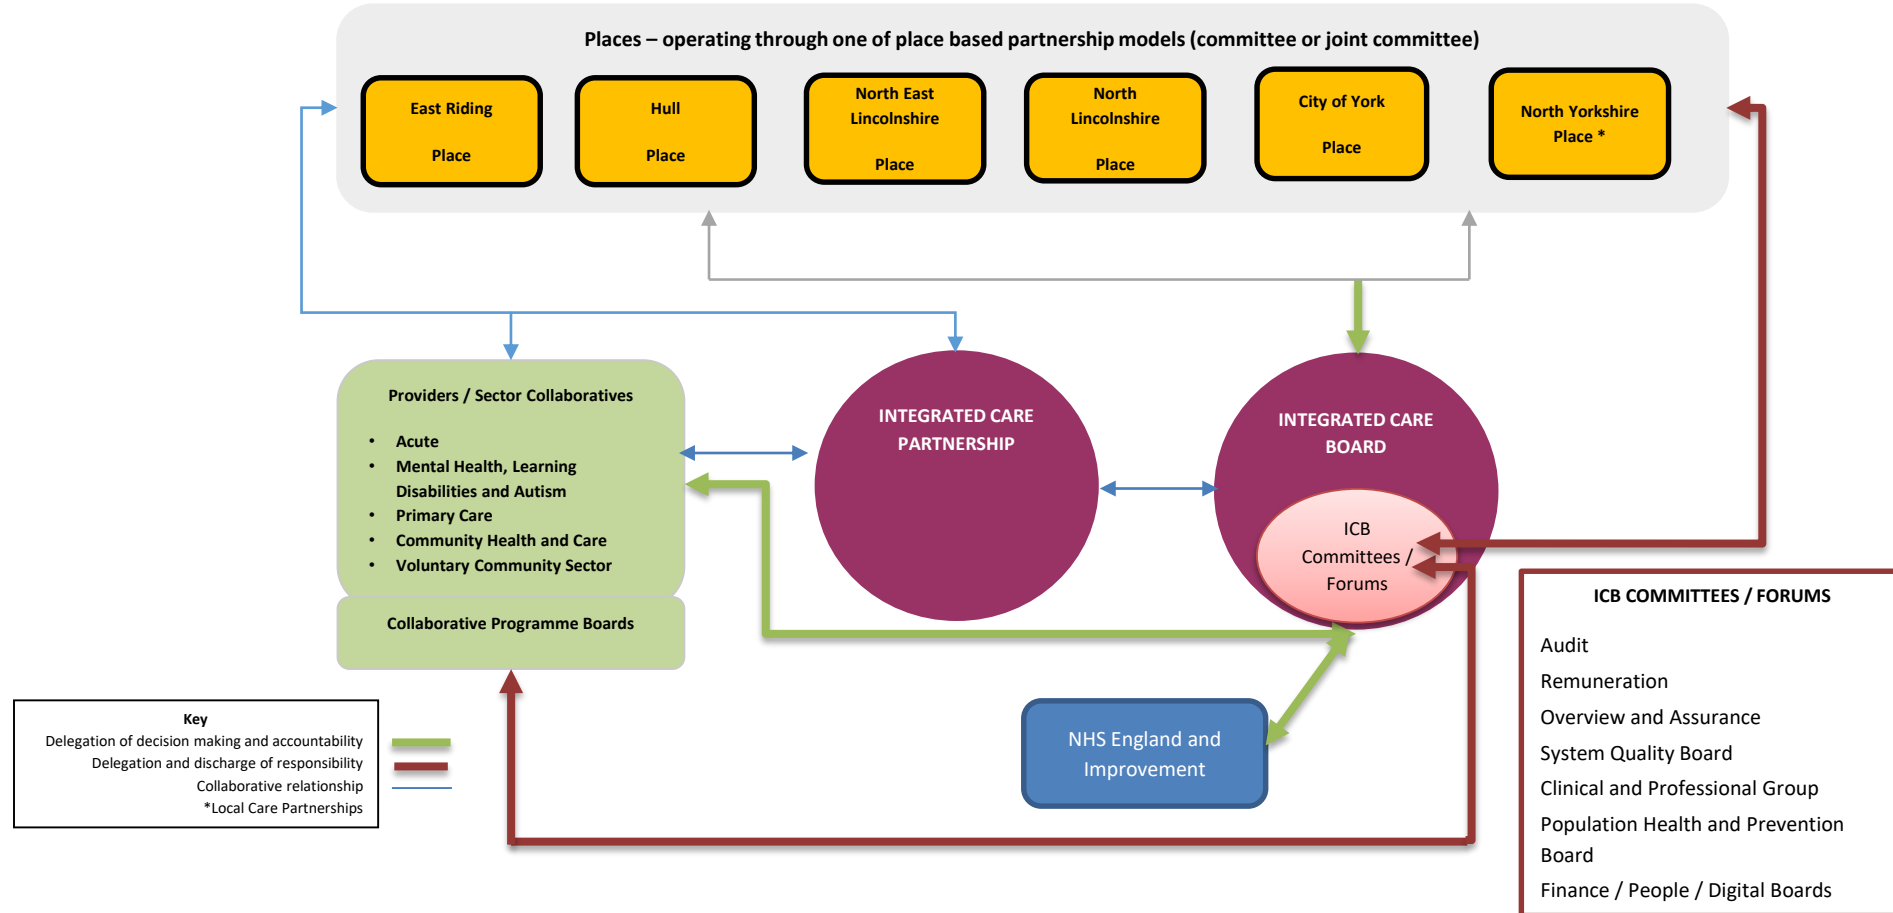 Places – operating through one of place based partnership models (committee or joint committee)
East Riding
Place
Hull
Place
North East
Lincolnshire
Place
North
Lincolnshire
Place
City of York
Place
North Yorkshire
Place *
Providers / Sector Collaboratives
• Acute
• Mental Health, Learning
Disabilities and Autism
• Primary Care
• Community Health and Care
• Voluntary Community Sector
Collaborative Programme Boards
INTEGRATED CARE
PARTNERSHIP
INTEGRATED CARE
BOARD
ICB
Committees /
Forums
NHS England and
Improvement
ICB COMMITTEES / FORUMS
Audit
Remuneration
Overview and Assurance
System Quality Board
Clinical and Professional Group
Population Health and Prevention
Board
Finance / People / Digital Boards
Key
Delegation of decision making and accountability
Delegation and discharge of responsibility
Collaborative relationship
*Local Care Partnerships